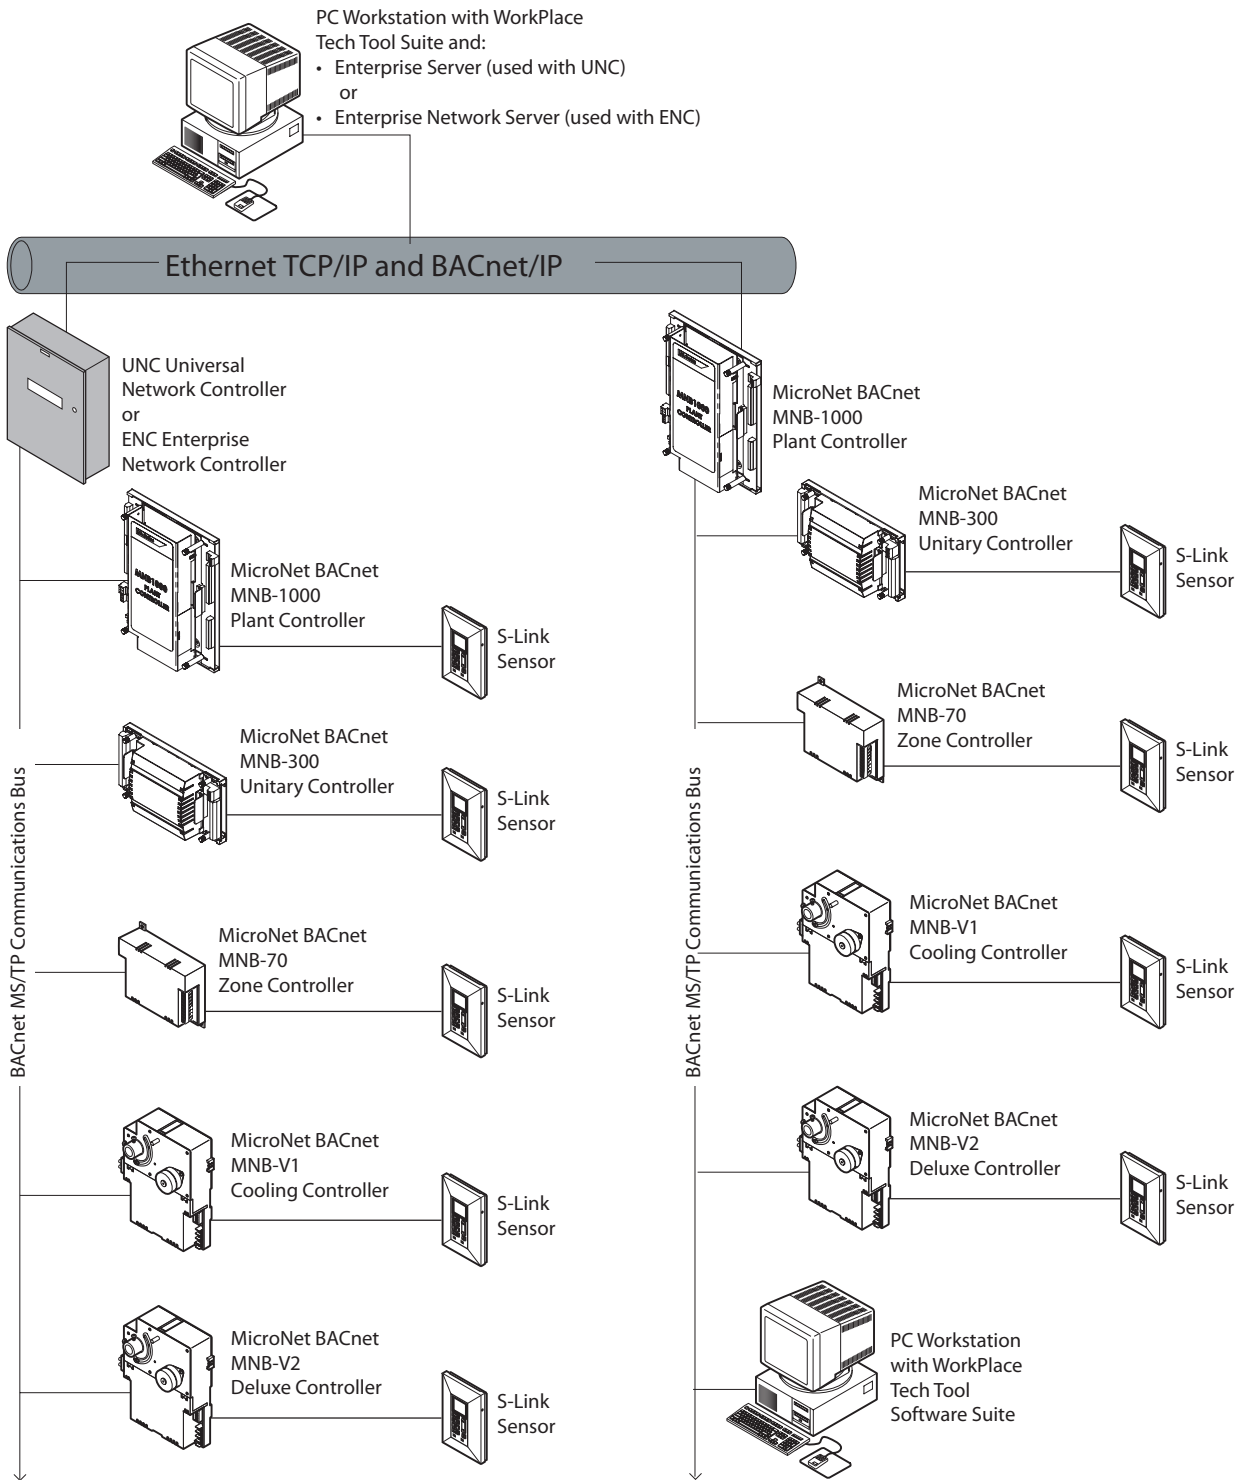 PC Workstation with WorkPlace
Tech Tool Suite and:
• Enterprise Server (used with UNC)
or
• Enterprise Network Server (used with ENC)
Ethernet TCP/IP and BACnet/IP
UNC Universal
Network Controller
or
ENC Enterprise
Network Controller
MNB1000
PLANT
CONTROLLER
MicroNet BACnet
MNB-1000
Plant Controller
S-Link
Sensor
MicroNet BACnet
MNB-300
Unitary Controller
S-Link
Sensor
BACnet MS/TP Communications Bus
MicroNet BACnet
MNB-70
Zone Controller
S-Link
Sensor
MicroNet BACnet
MNB-V1
Cooling Controller
S-Link
Sensor
MicroNet BACnet
MNB-V2
Deluxe Controller
S-Link
Sensor
MNB1000
PLANT
CONTROLLER
MicroNet BACnet
MNB-1000
Plant Controller
MicroNet BACnet
MNB-300
Unitary Controller
S-Link
Sensor
MicroNet BACnet
MNB-70
Zone Controller
S-Link
Sensor
BACnet MS/TP Communications Bus
MicroNet BACnet
MNB-V1
Cooling Controller
S-Link
Sensor
MicroNet BACnet
MNB-V2
Deluxe Controller
S-Link
Sensor
PC Workstation
with WorkPlace
Tech Tool
Software Suite